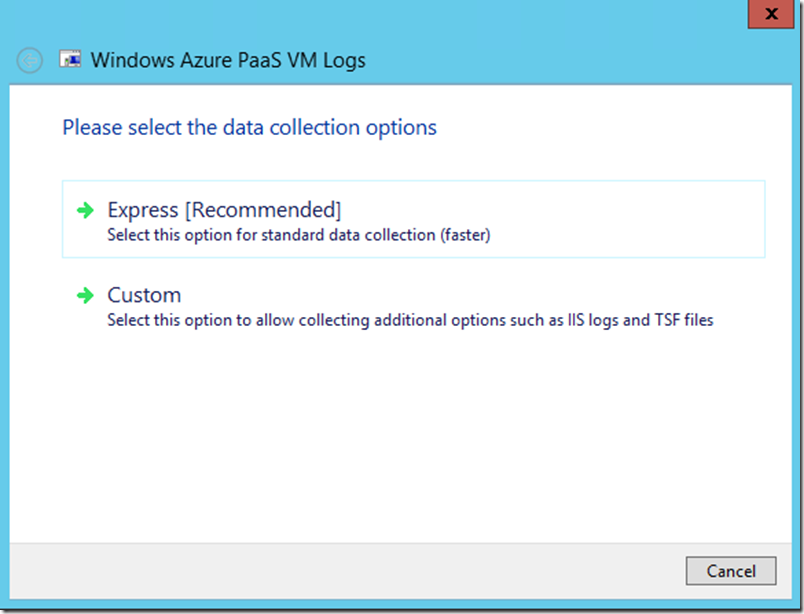 Windows Azure PaaS VM Logs
Please select the data collection options
Express [Recommended]
Select this option for standard data collection (faster)
Custom
Select this option to allow collecting additional options such as IIS logs and TSF files
Cancel